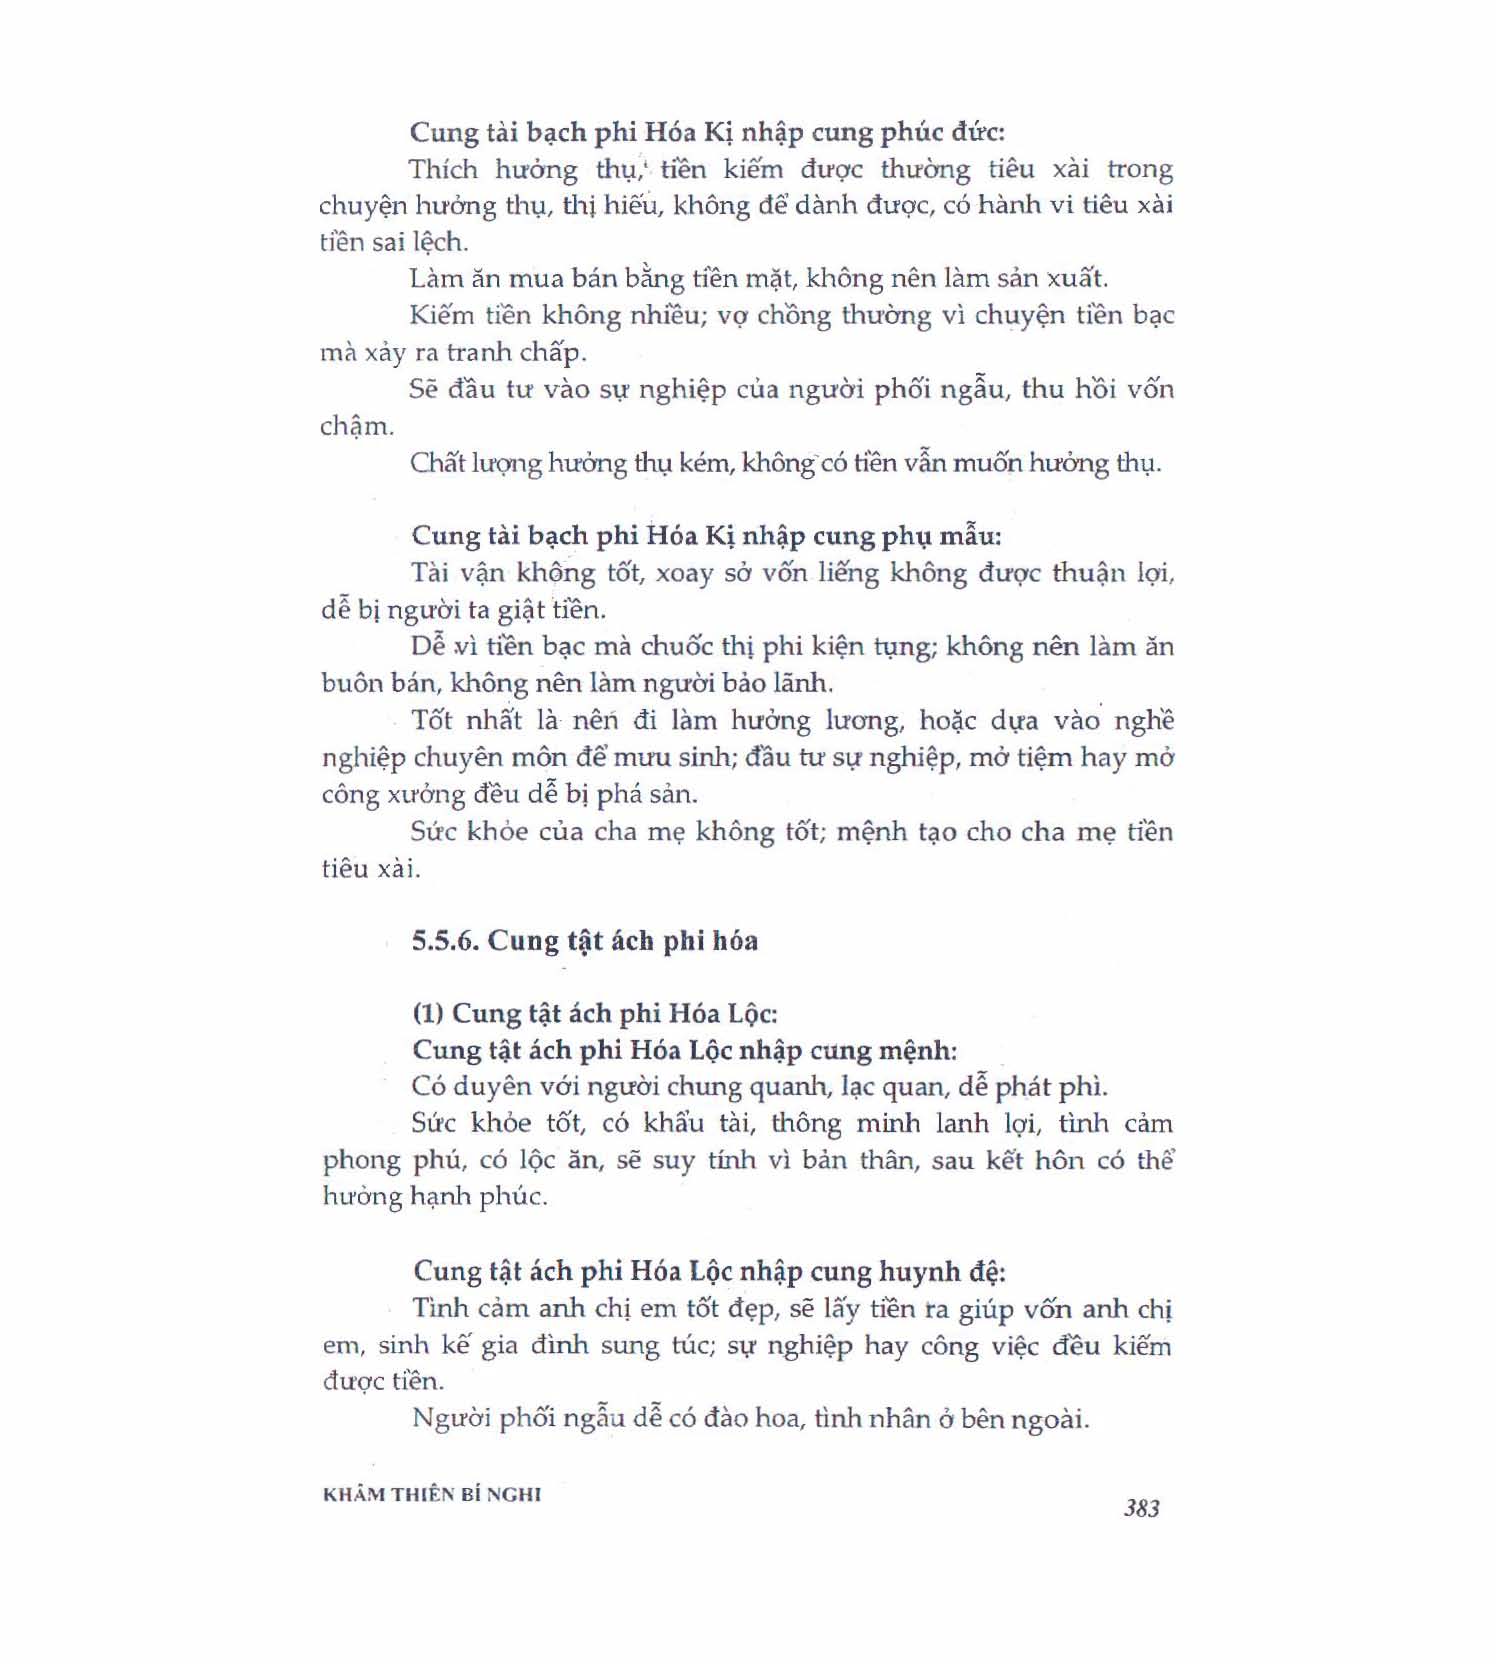 Cung tài bạch phi Hóa Kị nhập cung phúc đức:
Thích hưởng thụ, tiền kiếm được thường tiêu xài trong
chuyện hưởng thụ, thị hiếu, không để dành được, có hành vi tiêu xài
tiền sai lệch.
Làm ăn mua bán bằng tiền mặt, không nên làm sản xuất.
Kiếm tiền không nhiều; vợ chồng thường vì chuyện tiền bạc
mà xảy ra tranh chấp.
Sẽ đầu tư vào sự nghiệp của người phối ngẫu, thu hồi vốn
chậm.
Chất lượng hưởng thụ kém, không có tiền vẫn muốn hưởng thụ.
Cung tài bạch phi Hóa Kị nhập cung phụ mẫu:
Tài vận không tốt, xoay sở vốn liếng không được thuận lợi,
dễ bị người ta giật tiền.
Dễ vì tiền bạc mà chuốc thị phi kiện tụng; không nên làm ăn
buôn bán, không nên làm người bảo lãnh.
Tốt nhất là nên đi làm hưởng lương, hoặc dựa vào nghề
nghiệp chuyên môn để mưu sinh; đầu tư sự nghiệp, mở tiệm hay mở
công xưởng đều dễ bị phá sản.
Sức khỏe của cha mẹ không tốt; mệnh tạo cho cha mẹ tiền
tiêu xài.
5.5.6. Cung tật ách phi hóa
(1) Cung tật ách phi Hóa Lộc:
Cung tật ách phi Hóa Lộc nhập cung mệnh:
Có duyên với người chung quanh, lạc quan, dễ phát phì.
Sức khỏe tốt, có khẩu tài, thông minh lanh lợi, tình cảm
phong phú, có lộc ăn, sẽ suy tính vì bản thân, sau kết hôn có thể
hưởng hạnh phúc.
Cung tật ách phi Hóa Lộc nhập cung huynh đệ:
Tình cảm anh chị em tốt đẹp, sẽ lấy tiền ra giúp vốn anh chị
em, sinh kế gia đình sung túc; sự nghiệp hay công việc đều kiếm
được tiền.
Người phối ngẫu dễ có đào hoa, tình nhân ở bên ngoài.
KHÂM THIÊN BÍ NGHI
383